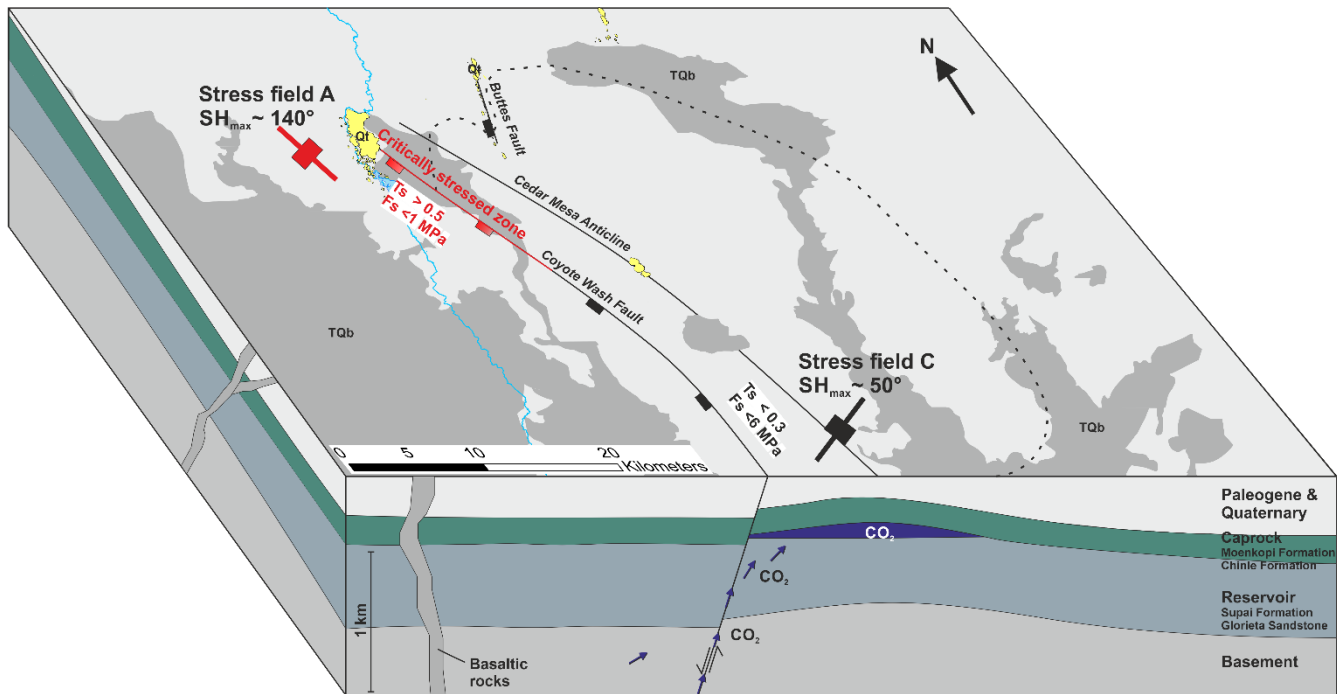 N
TQb
Qt
Buttes Fault
Stress field A
SHmax ~ 140°
Qt
Critically stressed zone
Ts > 0.5
Fs <1 MPa
Cedar Mesa Anticline
Coyote Wash Fault
TQb
Stress field C
SHmax ~ 50°
Ts < 0.3
Fs <6 MPa
TQb
0 5 10 20
Kilometers
Paleogene &
Quaternary
CO2
Caprock
Moenkopi Formation
Chinle Formation
CO2
Reservoir
Supai Formation
Glorieta Sandstone
1 km
CO2
Basaltic
rocks
Basement